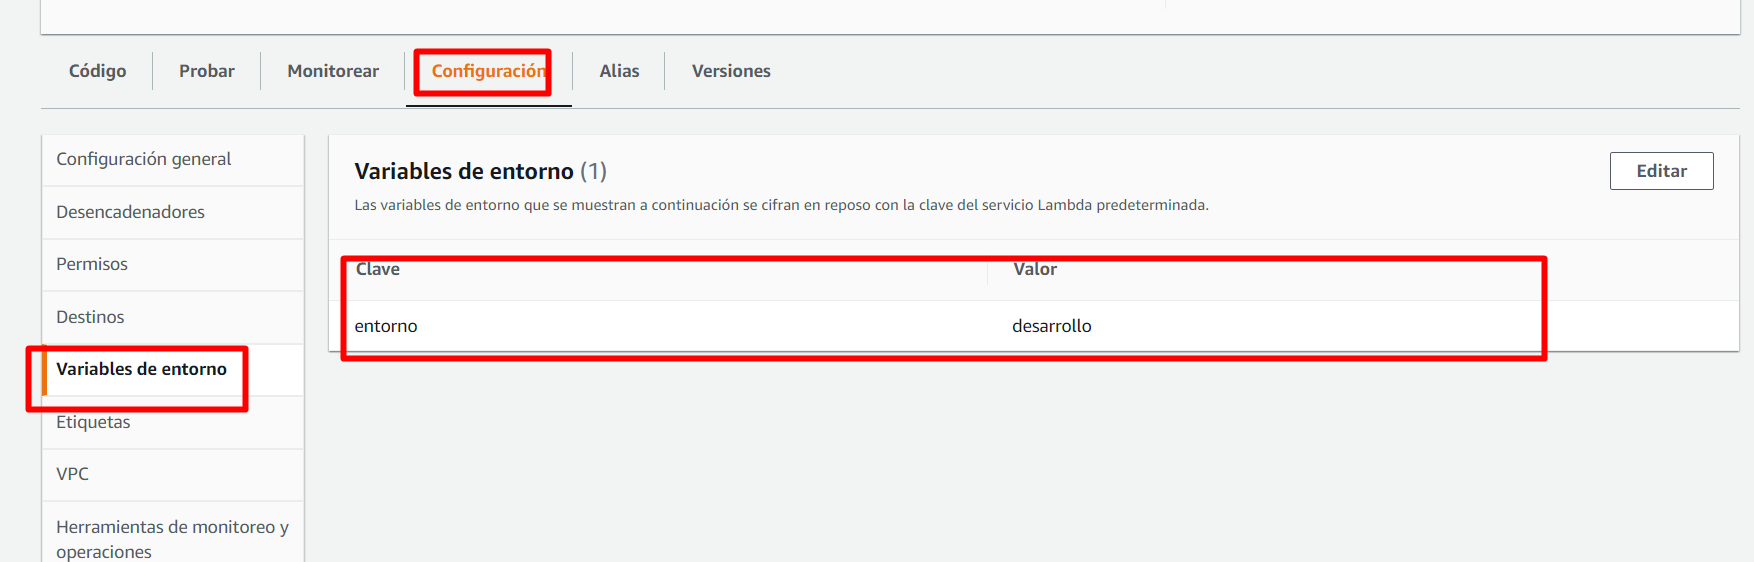 Código Probar Monitorear Configuración Alias Versiones
Configuración general
Desencadenadores
Permisos
Destinos
Variables de entorno
Etiquetas
VPC
Herramientas de monitoreo y
operaciones
Variables de entorno (1)
Editar
Las variables de entorno que se muestran a continuación se cifran en reposo con la clave del servicio Lambda predeterminada.
Clave Valor
entorno desarrollo